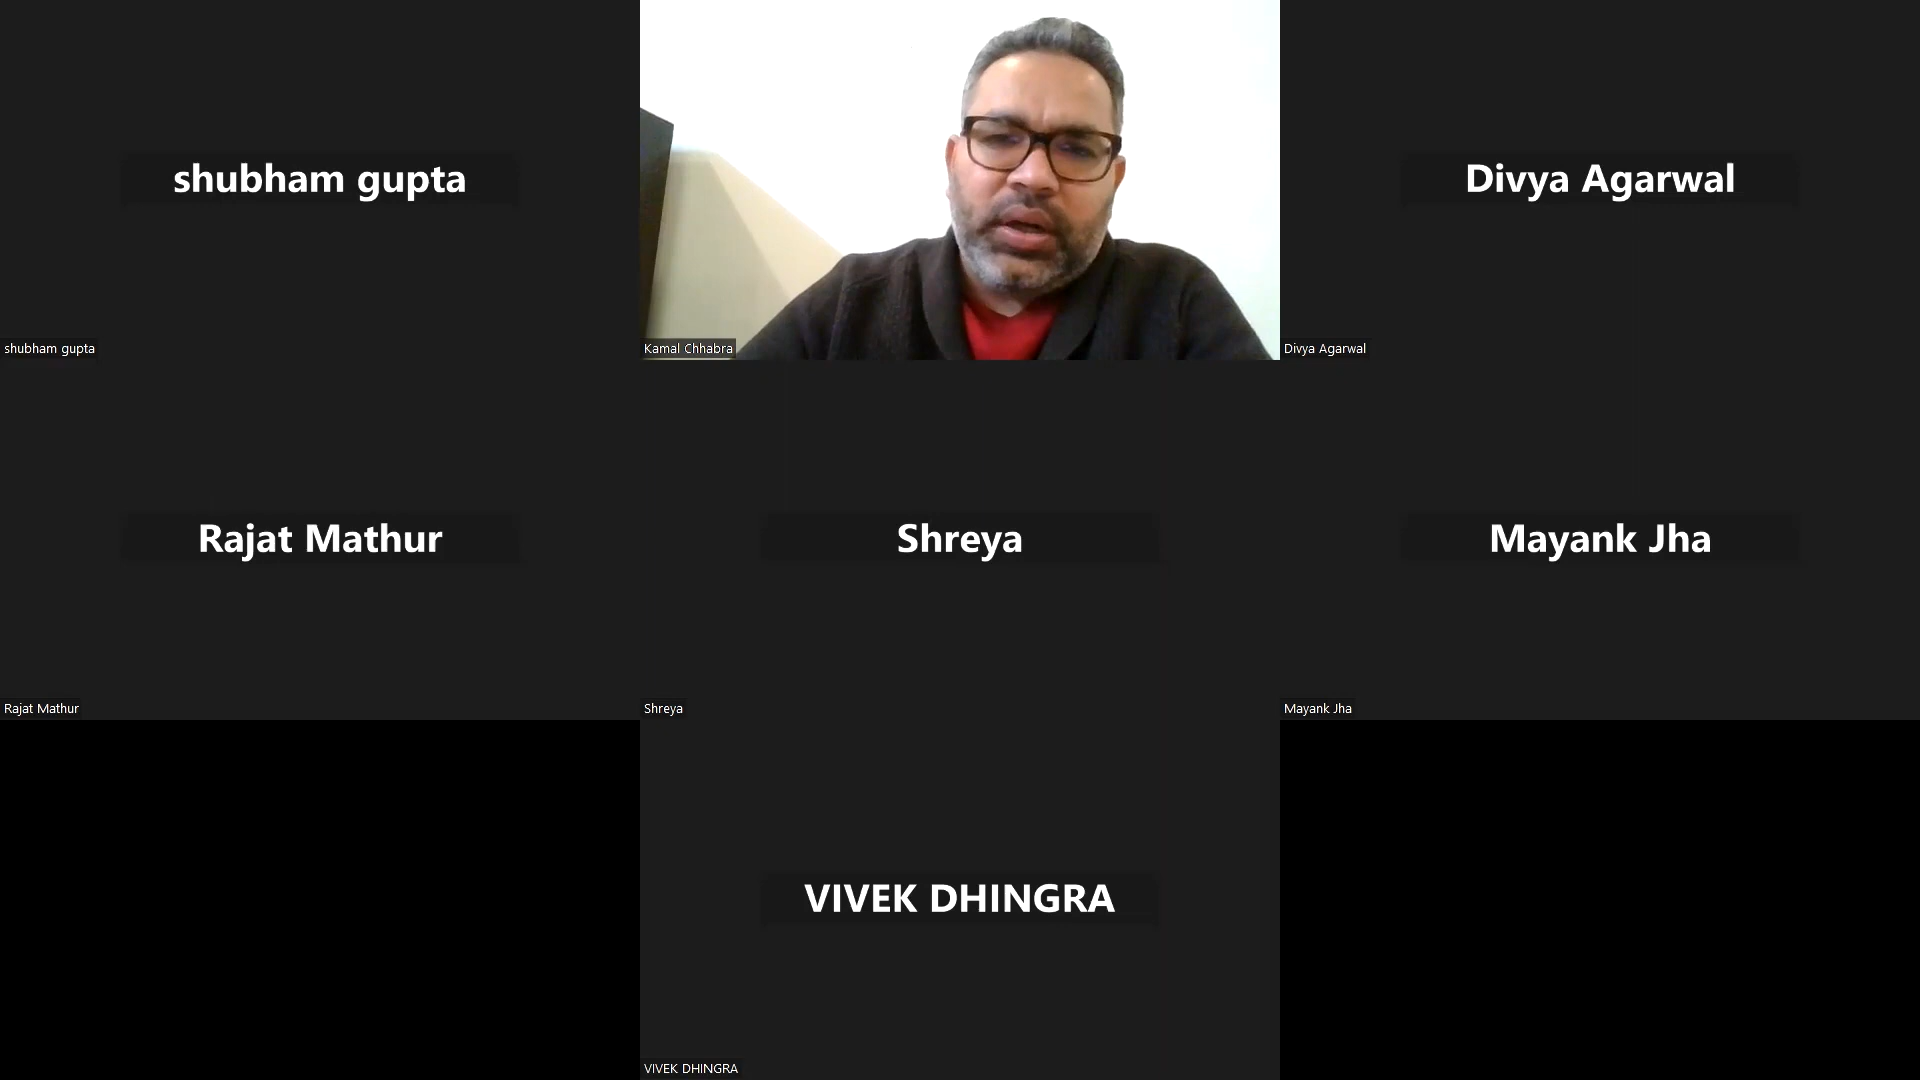 shubham gupta
shubham gupta
Kamal Chhabra
Divya Agarwal
Divya Agarwal
Rajat Mathur
Rajat Mathur
Shreya
Shreya
Mayank Jha
Mayank Jha
VIVEK DHINGRA
VIVEK DHINGRA